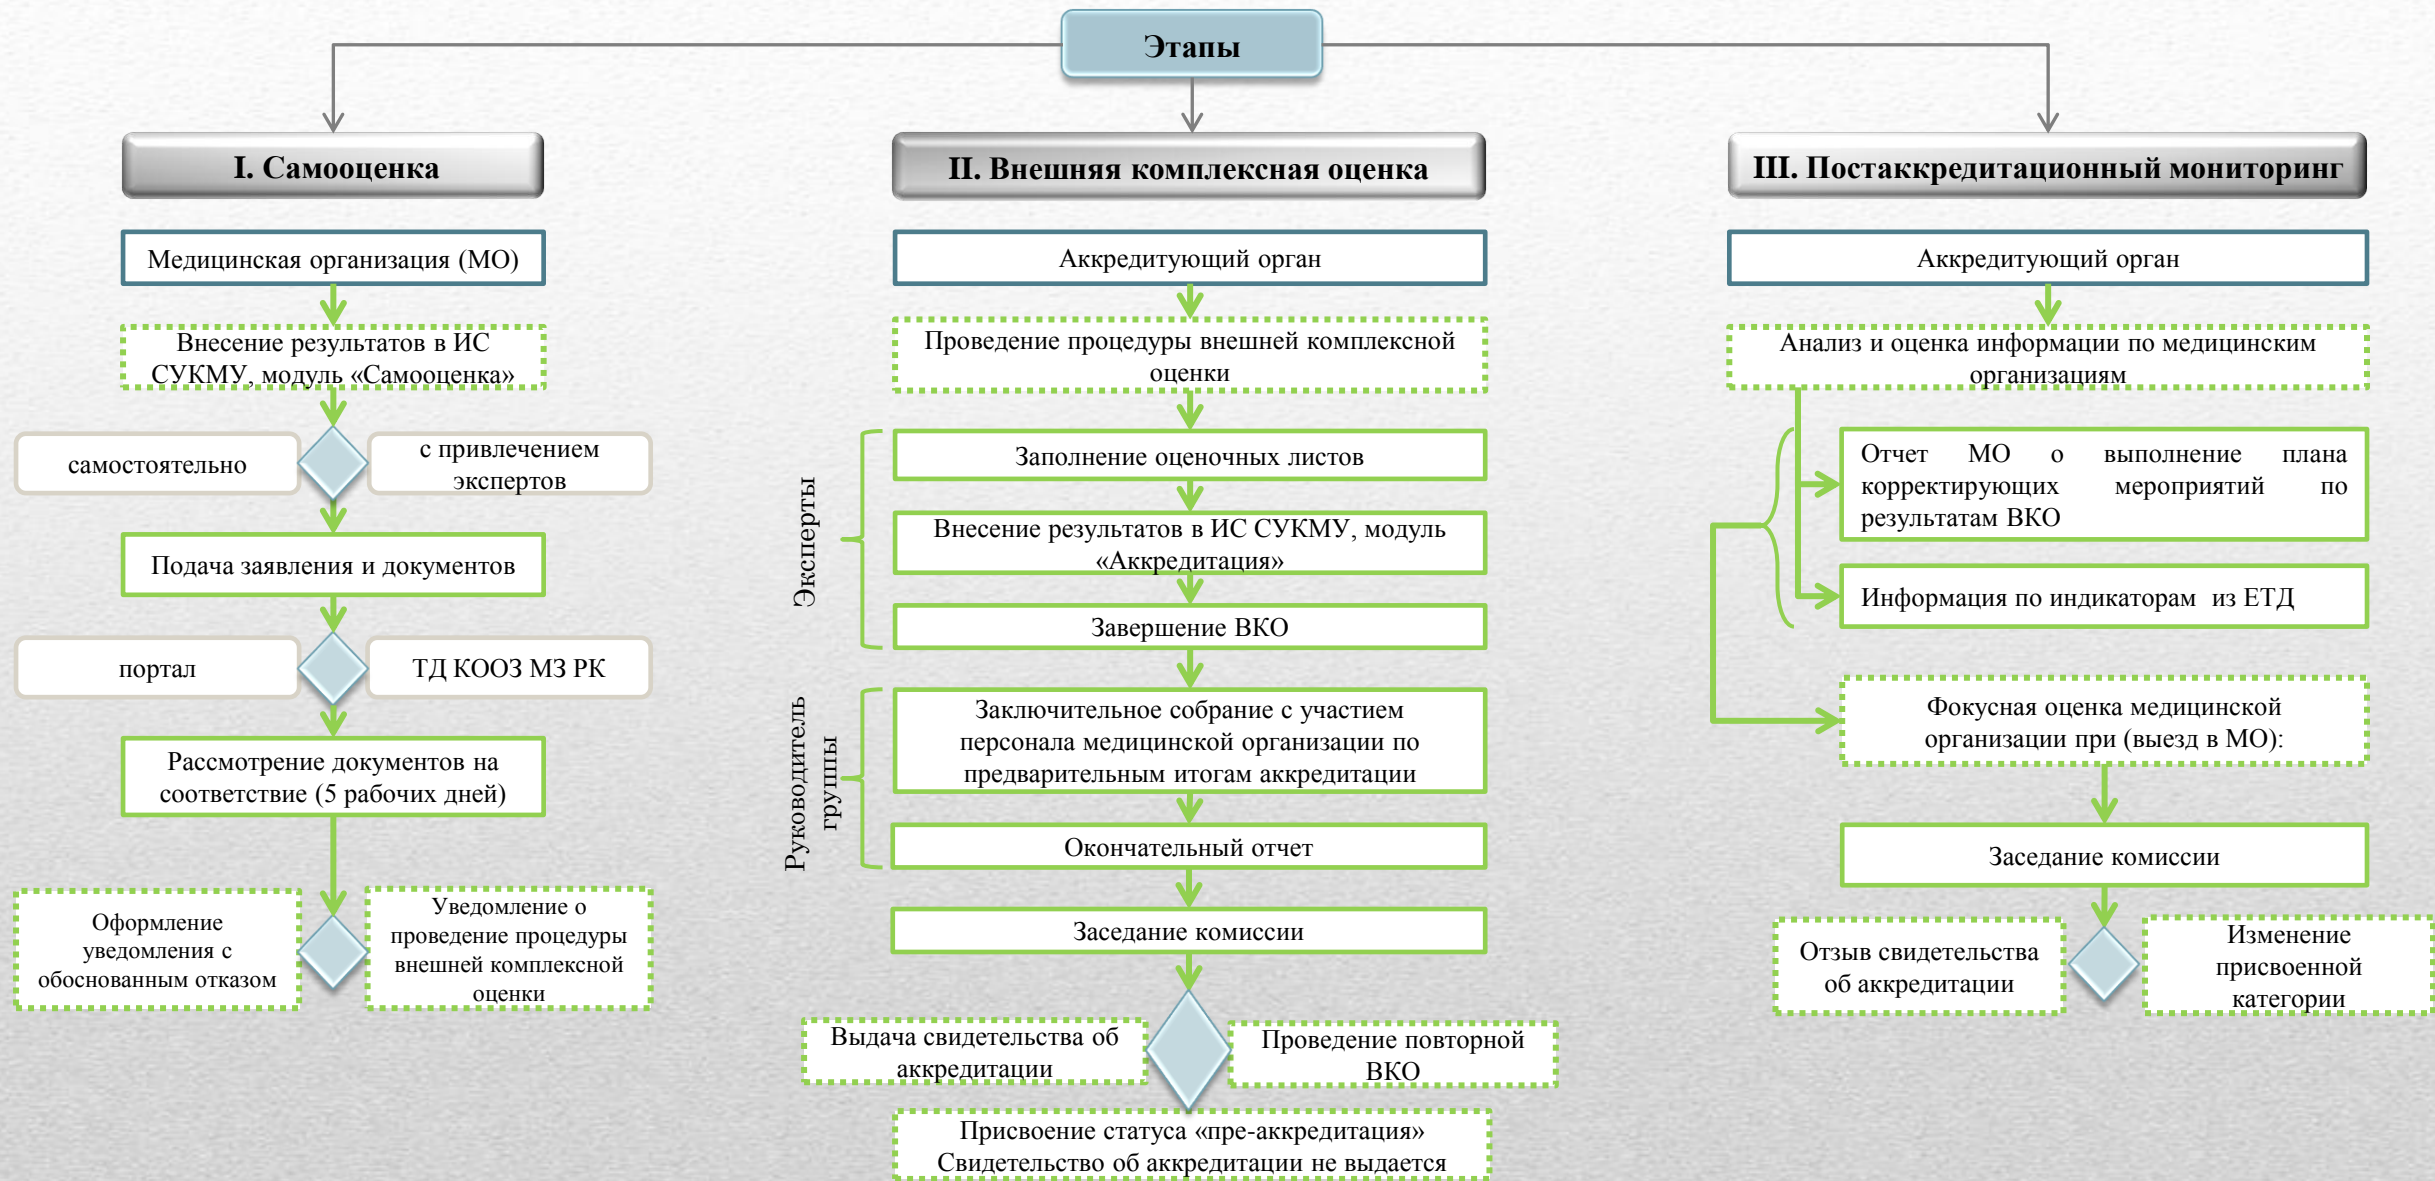 Этапы
I. Самооценка
Медицинская организация (МО)
Внесение результатов в ИС
СУКМУ, модуль «Самооценка»
самостоятельно
с привлечением
экспертов
Подача заявления и документов
портал
ТД КООЗ МЗ РК
Рассмотрение документов на
соответствие (5 рабочих дней)
Оформление
уведомления с
обоснованным отказом
Уведомление о
проведение процедуры
внешней комплексной
оценки
II. Внешняя комплексная оценка
Аккредитующий орган
Проведение процедуры внешней комплексной
оценки
Эксперты
Заполнение оценочных листов
Внесение результатов в ИС СУКМУ, модуль
«Аккредитация»
Завершение ВКО
Руководитель
группы
Заключительное собрание с участием
персонала медицинской организации по
предварительным итогам аккредитации
Окончательный отчет
Заседание комиссии
Выдача свидетельства об
аккредитации
Проведение повторной
ВКО
Присвоение статуса «пре-аккредитация»
Свидетельство об аккредитации не выдается
III. Постаккредитационный мониторинг
Аккредитующий орган
Анализ и оценка информации по медицинским
организациям
Отчет МО о выполнение плана
корректирующих мероприятий по
результатам ВКО
Информация по индикаторам из ЕТД
Фокусная оценка медицинской
организации при (выезд в МО):
Заседание комиссии
Отзыв свидетельства
об аккредитации
Изменение
присвоенной
категории